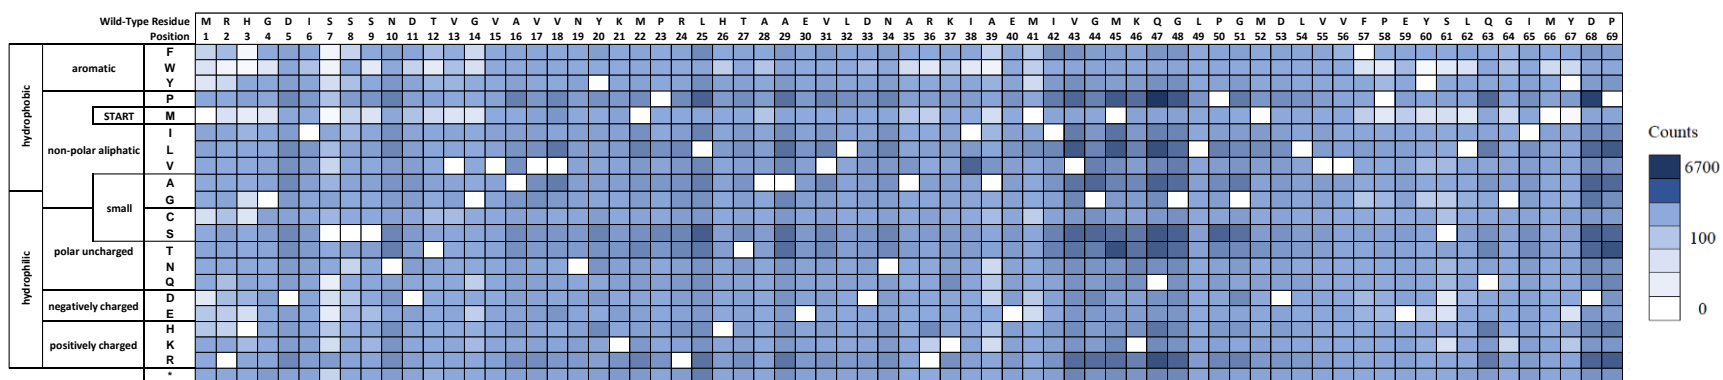 Wild-Type Residue M R H G D I S S S N D T V G V A V V N Y K M P R L H T A A E V L D N A R K I A E M I V G M K Q G L P G M D L V V F P E Y S L Q G I M Y D P
Position 1 2 3 4 5 6 7 8 9 10 11 12 13 14 15 16 17 18 19 20 21 22 23 24 25 26 27 28 29 30 31 32 33 34 35 36 37 38 39 40 41 42 43 44 45 46 47 48 49 50 51 52 53 54 55 56 57 58 59 60 61 62 63 64 65 66 67 68 69
hydrophobic
aromatic
F
W
Y
P
START
M
I
non-polar aliphatic
L
V
A
small
G
C
S
hydrophilic
polar uncharged
T
N
Q
negatively charged
D
E
H
positively charged
K
R
*
Counts
6700
100
0